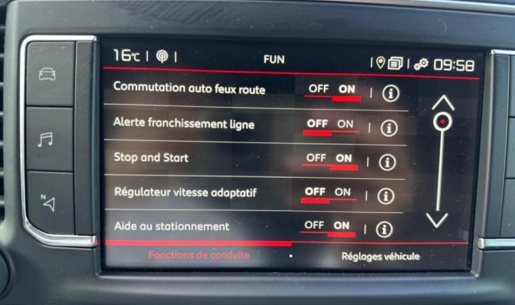 16°C FUN 09:58
Commutation auto feux route OFF ON
Alerte franchissement ligne OFF ON
Stop and Start OFF ON
Régulateur vitesse adaptatif OFF ON
Aide au stationnement OFF ON
Fonctions de conduite Réglages véhicule
N